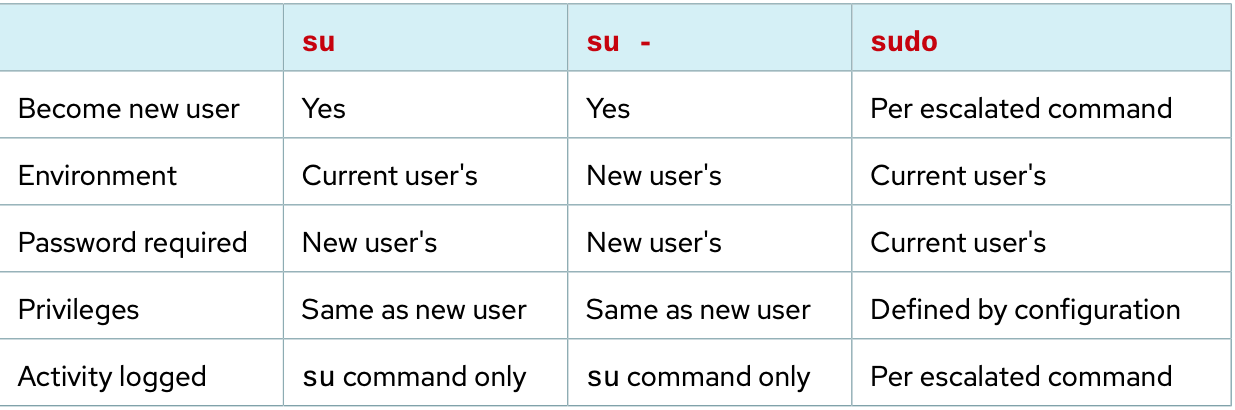 su su - sudo
Become new user Yes Yes Per escalated command
Environment Current user's New user's Current user's
Password required New user's New user's Current user's
Privileges Same as new user Same as new user Defined by configuration
Activity logged su command only su command only Per escalated command